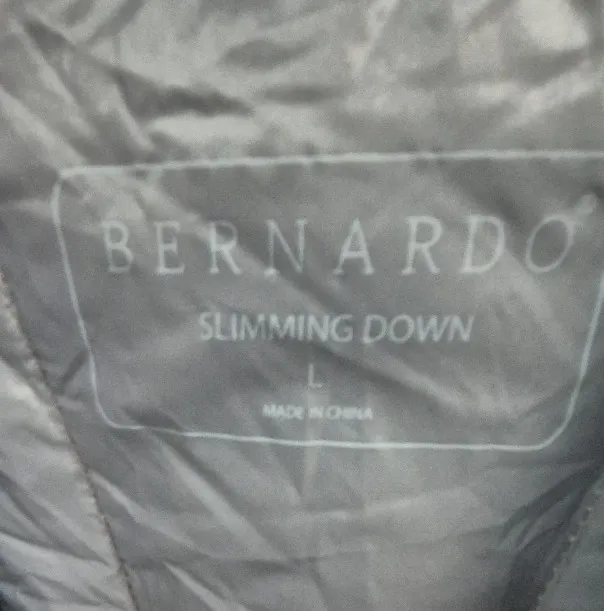 BERNARDO®
SLIMMING DOWN
L
MADE IN CHINA